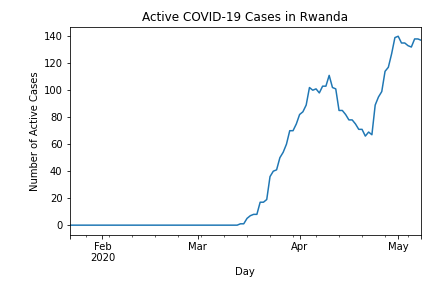 Active COVID-19 Cases in Rwanda
Number of Active Cases
140
120
100
80
60
40
20
0
Feb
2020
Mar
Apr
May
Day